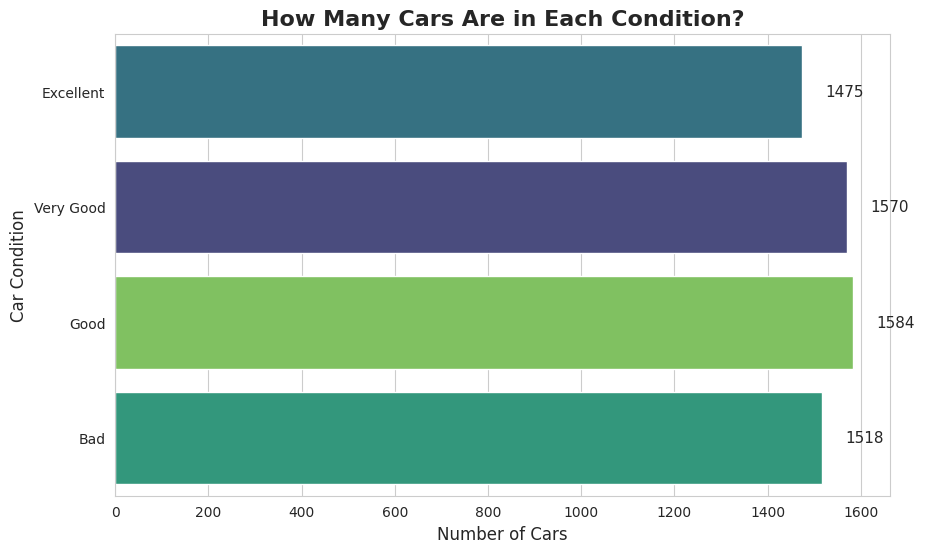 How Many Cars Are in Each Condition?
Excellent
1475
Very Good
1570
Good
1584
Bad
1518
Car Condition
0 200 400 600 800 1000 1200 1400 1600
Number of Cars